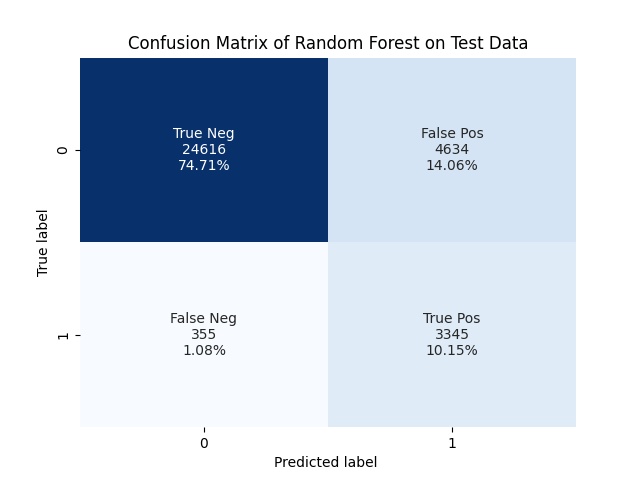 Confusion Matrix of Random Forest on Test Data
True label
0
True Neg
24616
74.71%
False Pos
4634
14.06%
1
False Neg
355
1.08%
True Pos
3345
10.15%
0
1
Predicted label